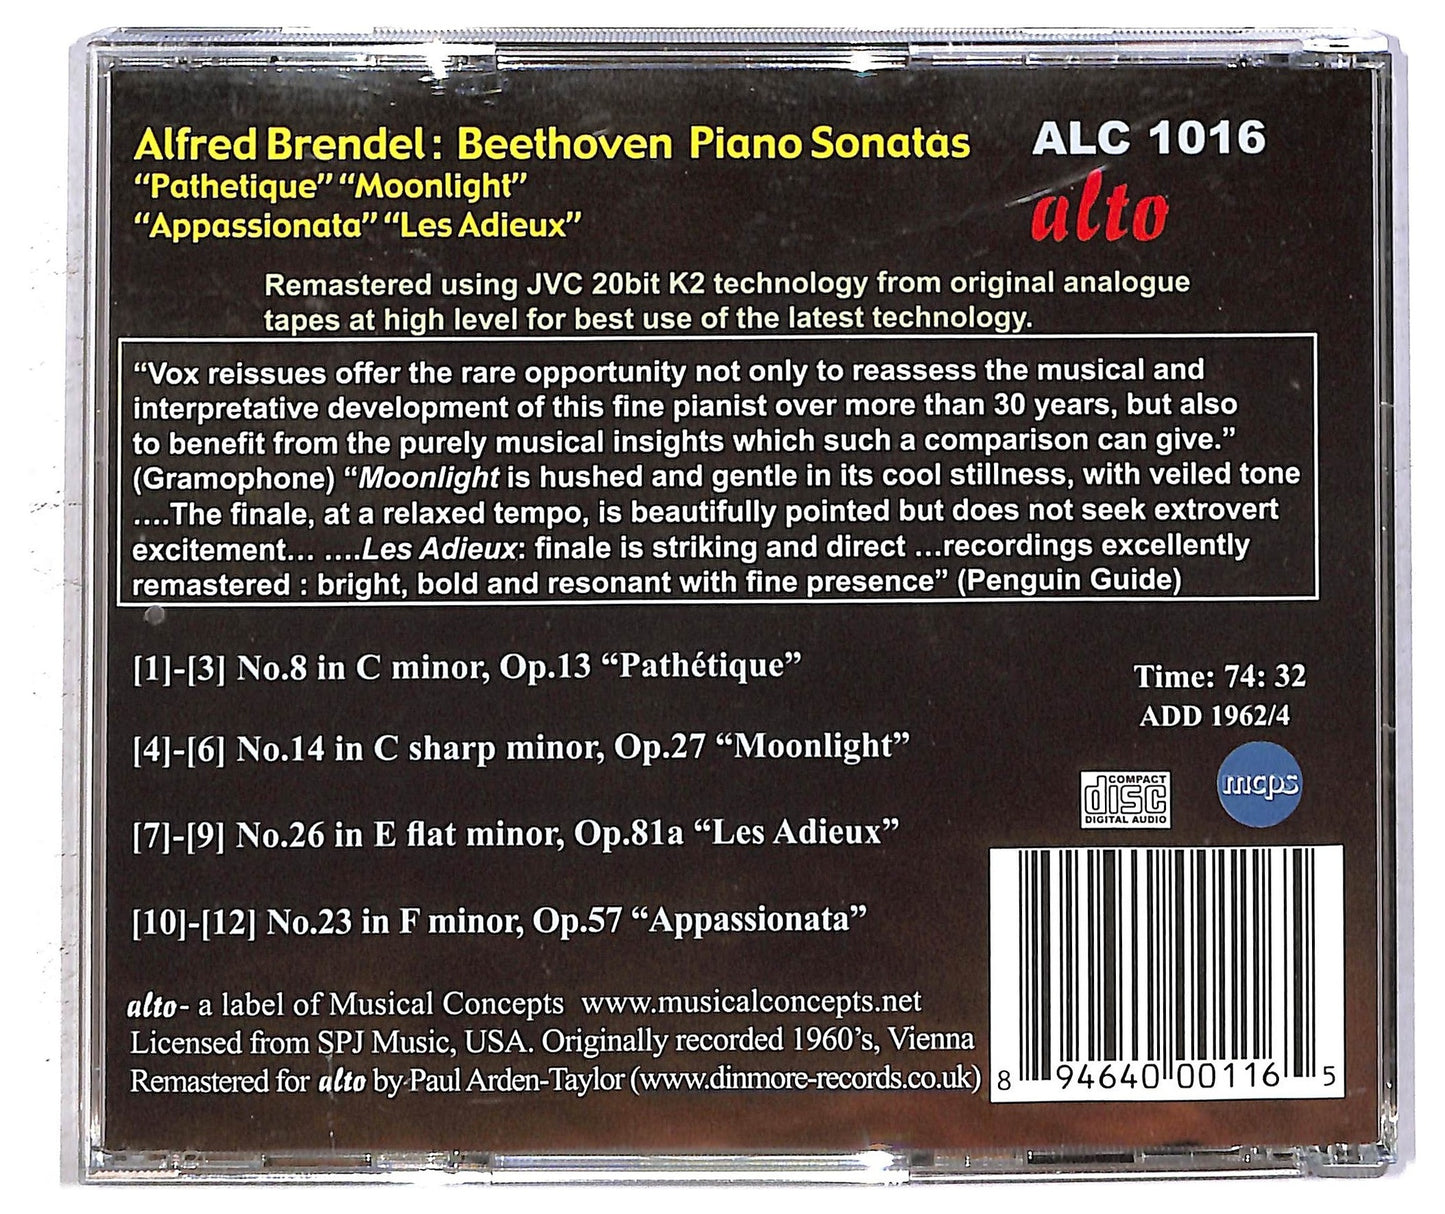 Alfred Brendel: Beethoven Piano Sonatas
“Pathetique” “Moonlight”
“Appassionata” “Les Adieux”
ALC 1016
alto
Remastered using JVC 20bit K2 technology from original analogue
tapes at high level for best use of the latest technology.
“Vox reissues offer the rare opportunity not only to reassess the musical and
interpretative development of this fine pianist over more than 30 years, but also
to benefit from the purely musical insights which such a comparison can give.”
(Gramophone) “Moonlight is hushed and gentle in its cool stillness, with veiled tone
....The finale, at a relaxed tempo, is beautifully pointed but does not seek extrovert
excitement... ....Les Adieux: finale is striking and direct ...recordings excellently
remastered : bright, bold and resonant with fine presence” (Penguin Guide)
[1]-[3] No.8 in C minor, Op.13 “Pathétique”
[4]-[6] No.14 in C sharp minor, Op.27 “Moonlight”
[7]-[9] No.26 in E flat minor, Op.81a “Les Adieux”
[10]-[12] No.23 in F minor, Op.57 “Appassionata”
Time: 74: 32
ADD 1962/4
COMPACT
disc
DIGITAL AUDIO
mcps
alto- a label of Musical Concepts www.musicalconcepts.net
Licensed from SPJ Music, USA. Originally recorded 1960’s, Vienna
Remastered for alto by Paul Arden-Taylor (www.dinmore-records.co.uk)
8 94640 00116 5